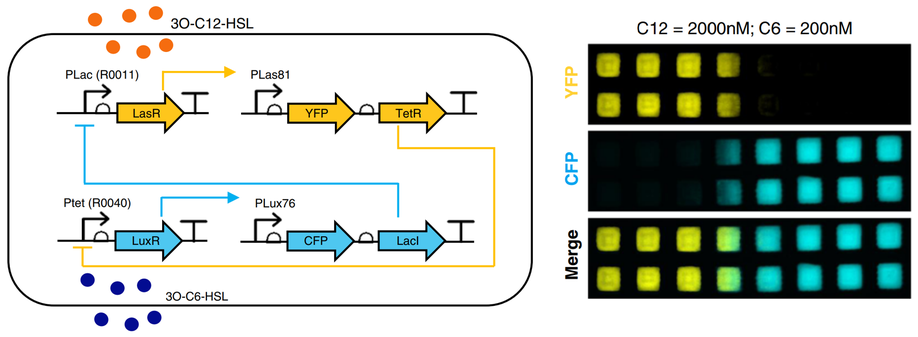 3O-C12-HSL
PLac (R0011)
PLas81
LasR
YFP
TetR
Ptet (R0040)
PLux76
LuxR
CFP
LacI
3O-C6-HSL
C12 = 2000nM; C6 = 200nM
YFP
CFP
Merge